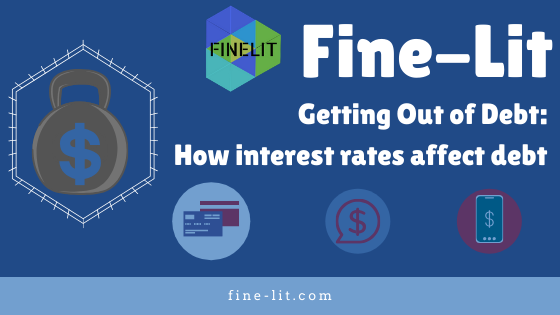 FINELIT
Fine-Lit
Getting Out of Debt:
How interest rates affect debt
$
$
$
fine-lit.com